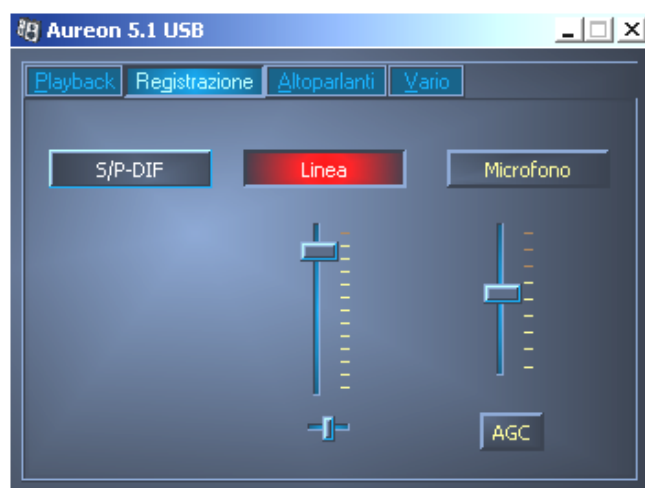 Aureon 5.1 USB
Playback Registrazione Altoparlanti Vario
S/P-DIF Linea Microfono
AGC